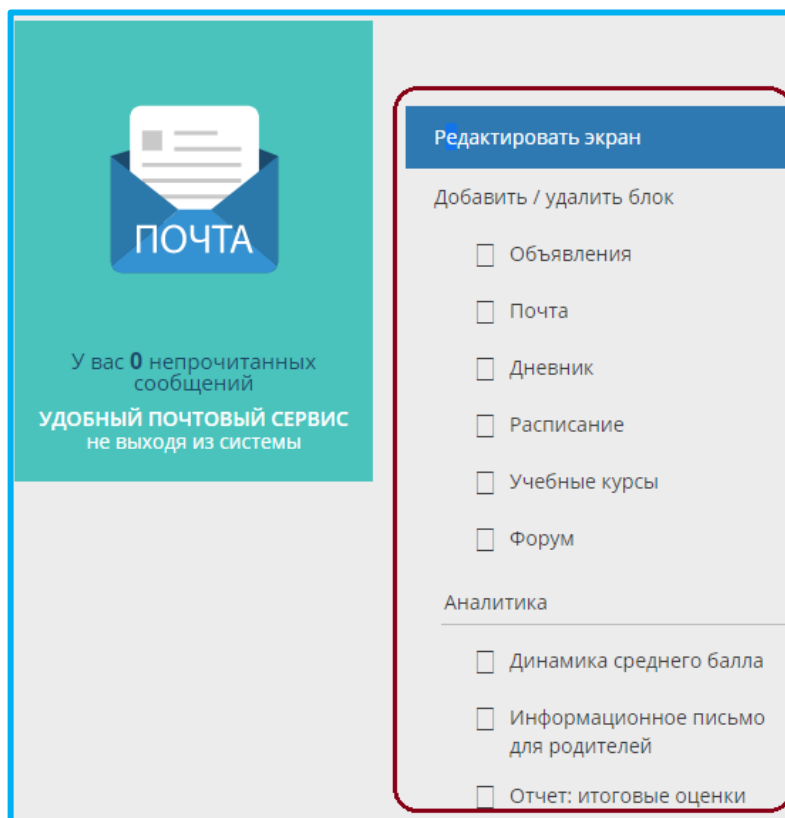 ПОЧТА
У вас 0 непрочитанных
сообщений
УДОБНЫЙ ПОЧТОВЫЙ СЕРВИС
не выходя из системы
Редактировать экран
Добавить / удалить блок
Объявления
Почта
Дневник
Расписание
Учебные курсы
Форум
Аналитика
Динамика среднего балла
Информационное письмо
для родителей
Отчет: итоговые оценки